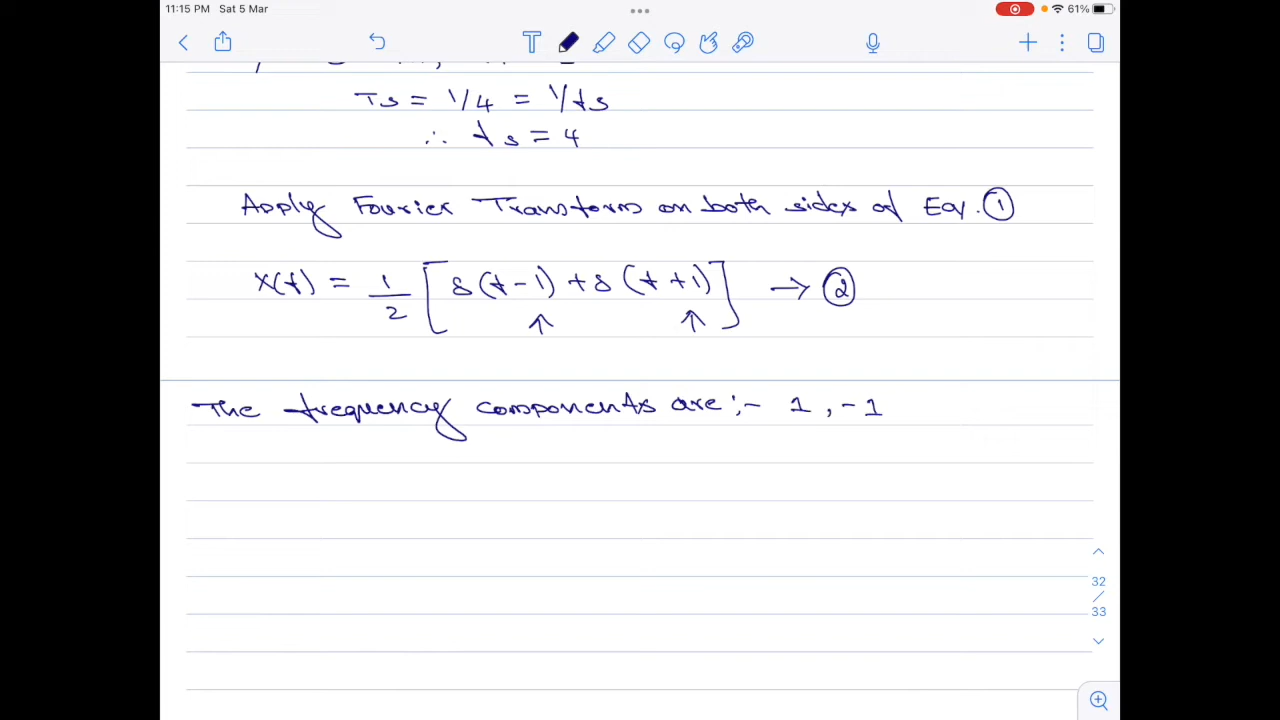 11:15 PM Sat 5 Mar
61%
Ts = 1/4 = 1/fs
∴ fs = 4
Apply Fourier Transform on both sides of Eq. ①
X(f) = 1/2 [δ(f-1) + δ(f+1)] → ②
The frequency components are :- 1, -1
32
/
33